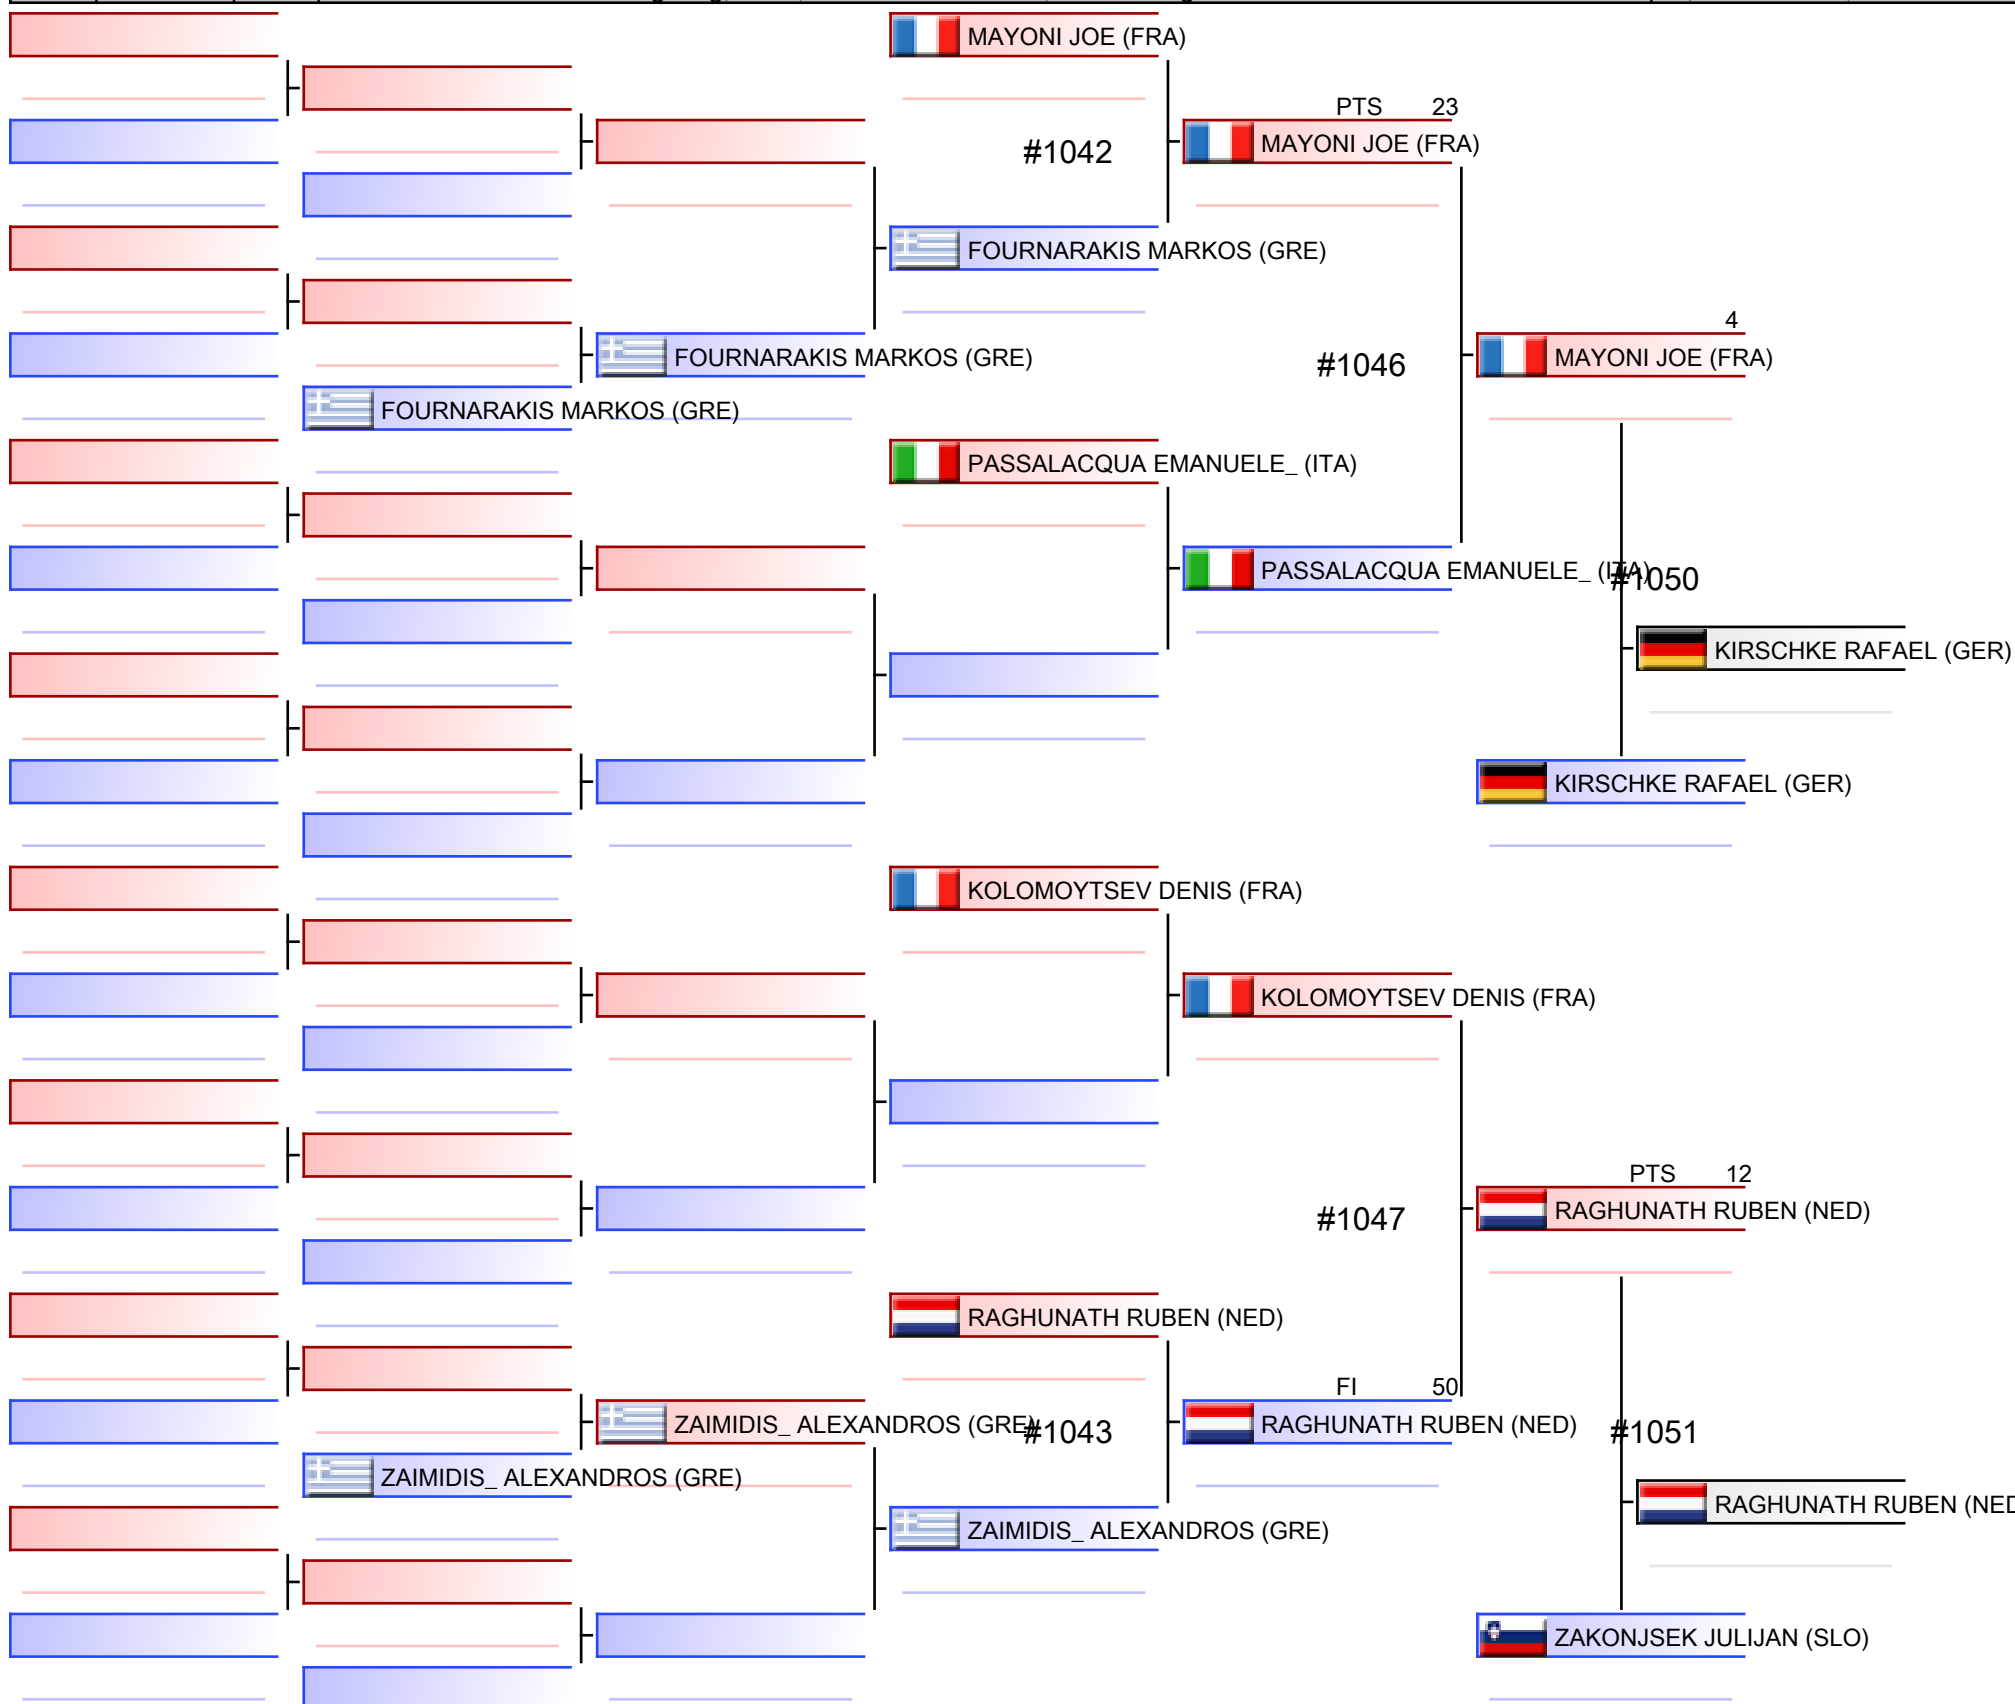 MAYONI JOE (FRA)
PTS 23
MAYONI JOE (FRA)
#1042
FOURNARAKIS MARKOS (GRE)
4
MAYONI JOE (FRA)
FOURNARAKIS MARKOS (GRE)
#1046
FOURNARAKIS MARKOS (GRE)
PASSALACQUA EMANUELE_ (ITA)
PASSALACQUA EMANUELE_ (ITA)
#1050
KIRSCHKE RAFAEL (GER)
KIRSCHKE RAFAEL (GER)
KOLOMOYTSEV DENIS (FRA)
KOLOMOYTSEV DENIS (FRA)
PTS 12
RAGHUNATH RUBEN (NED)
#1047
RAGHUNATH RUBEN (NED)
FI 50
ZAIMIDIS_ ALEXANDROS (GRE)
#1043
RAGHUNATH RUBEN (NED)
#1051
ZAIMIDIS_ ALEXANDROS (GRE)
RAGHUNATH RUBEN (NED
ZAIMIDIS_ ALEXANDROS (GRE)
ZAKONJSEK JULIJAN (SLO)